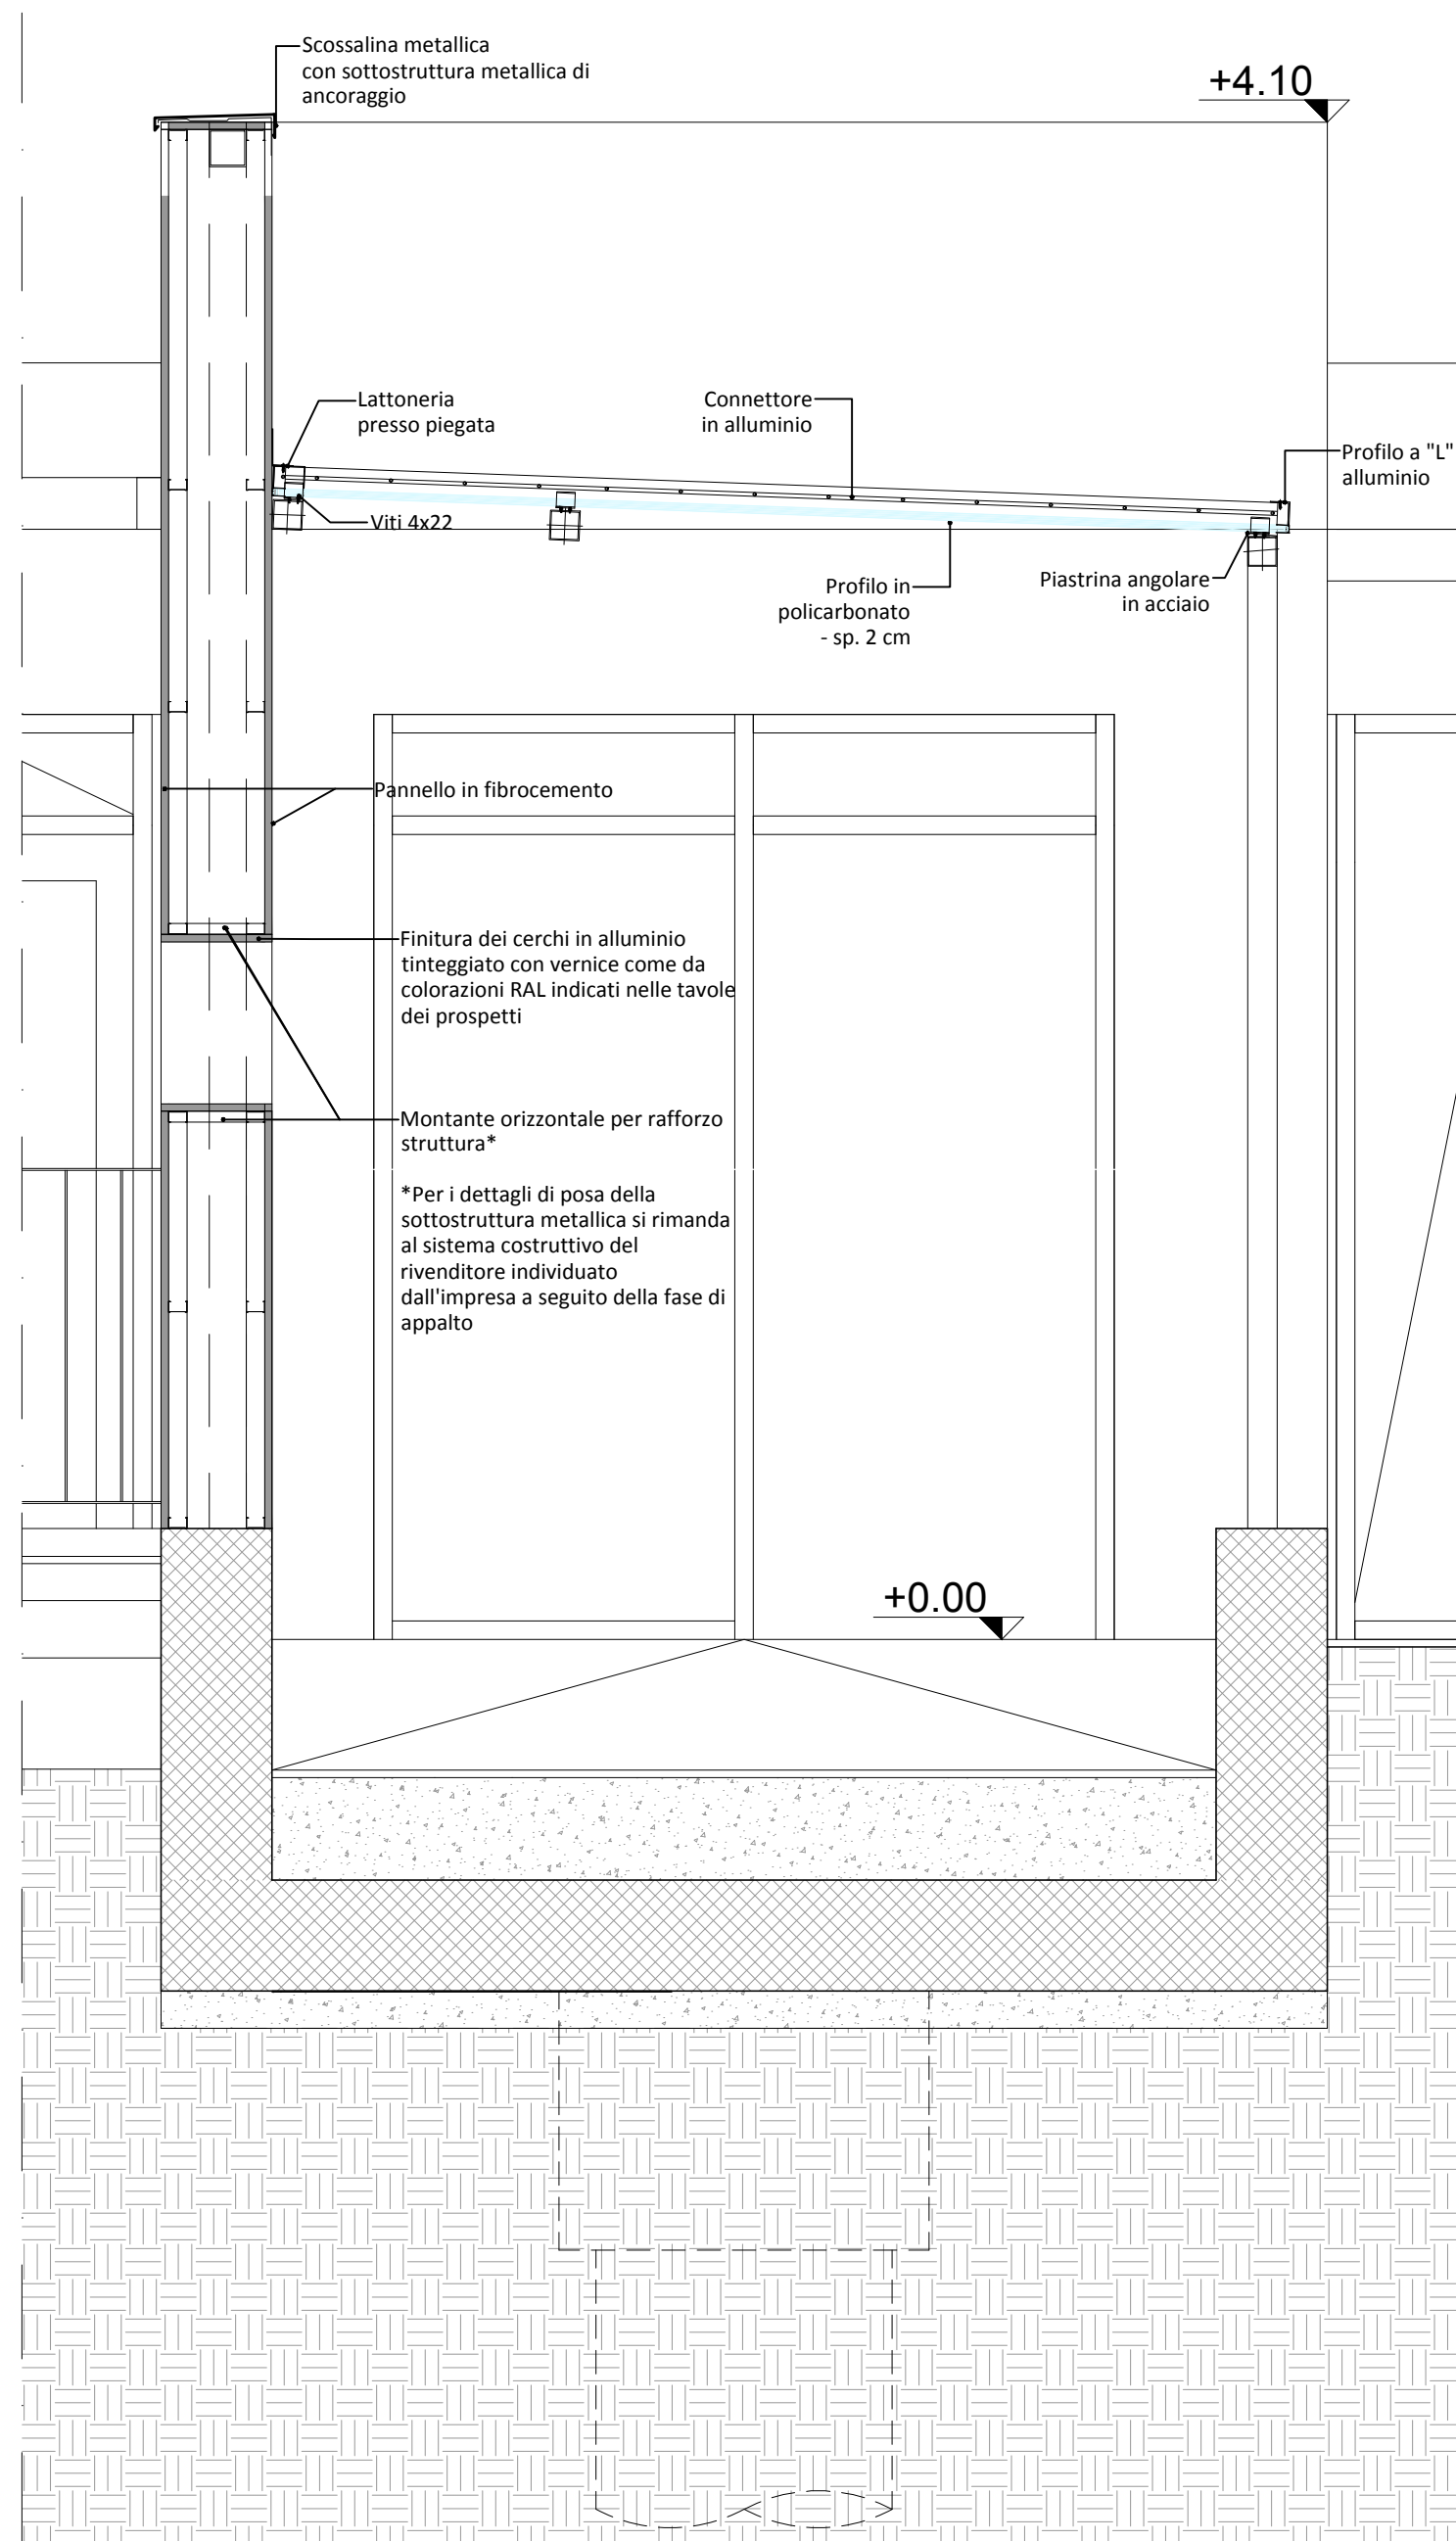 Scossalina metallica
con sottostruttura metallica di
ancoraggio
+4.10
Lattoneria
presso piegata
Connettore
in alluminio
Profilo a "L"
alluminio
Viti 4x22
Profilo in
policarbonato
- sp. 2 cm
Piastrina angolare
in acciaio
Pannello in fibrocemento
Finitura dei cerchi in alluminio
tinteggiato con vernice come da
colorazioni RAL indicati nelle tavole
dei prospetti
Montante orizzontale per rafforzo
struttura*
*Per i dettagli di posa della
sottostruttura metallica si rimanda
al sistema costruttivo del
rivenditore individuato
dall'impresa a seguito della fase di
appalto
+0.00